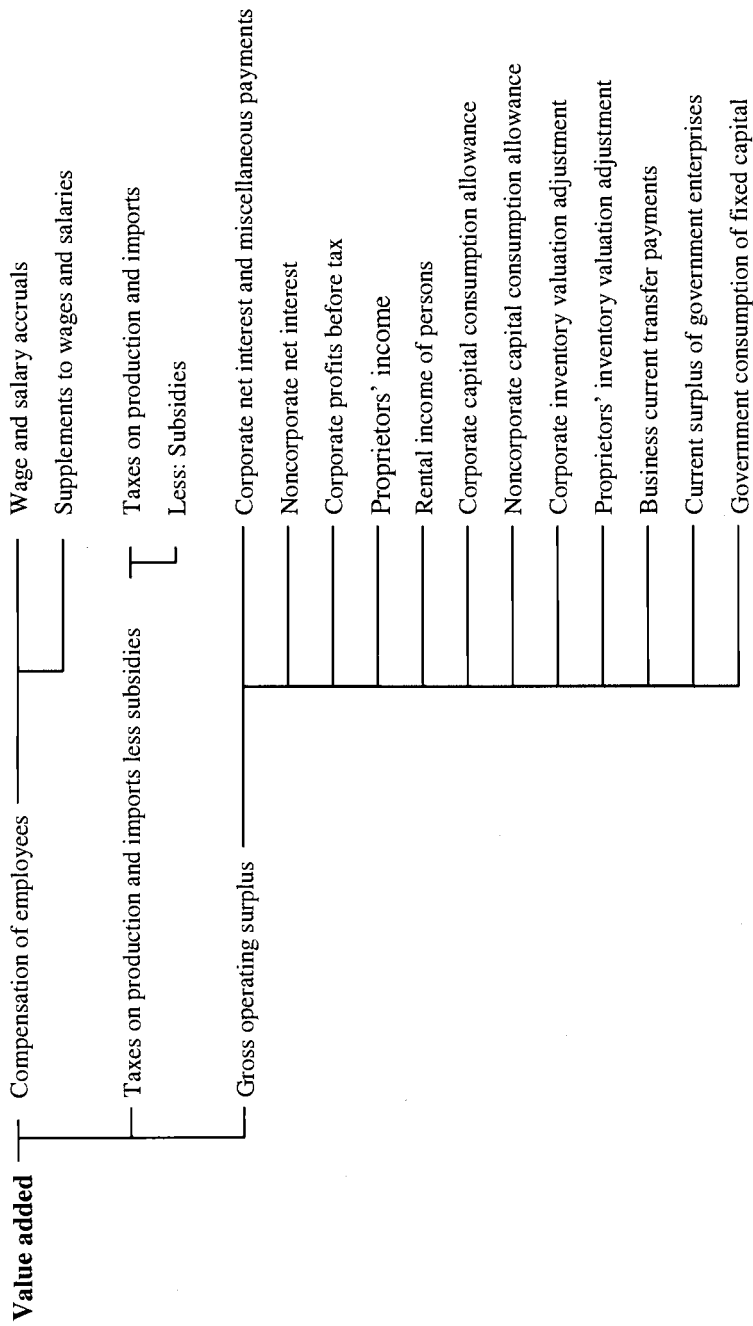 Value added
Compensation of employees
Wage and salary accruals
Supplements to wages and salaries
Taxes on production and imports less subsidies
Taxes on production and imports
Less: Subsidies
Gross operating surplus
Corporate net interest and miscellaneous payments
Noncorporate net interest
Corporate profits before tax
Proprietors' income
Rental income of persons
Corporate capital consumption allowance
Noncorporate capital consumption allowance
Corporate inventory valuation adjustment
Proprietors' inventory valuation adjustment
Business current transfer payments
Current surplus of government enterprises
Government consumption of fixed capital